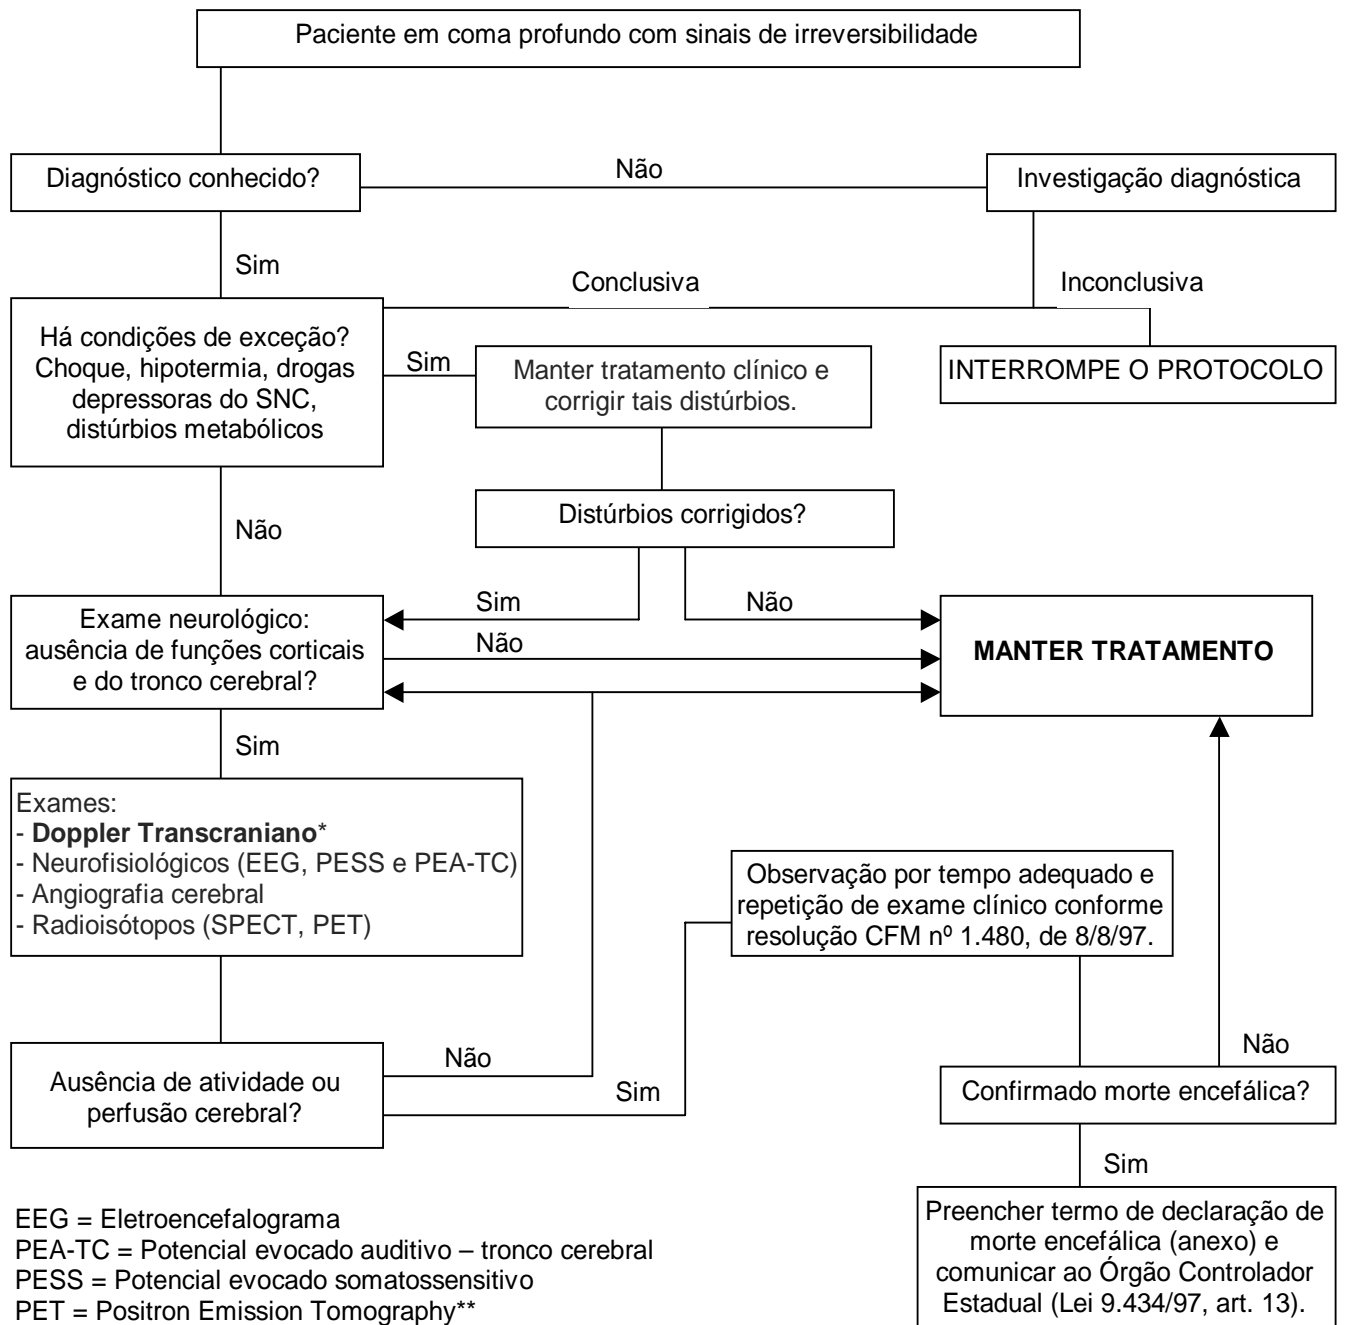 Paciente em coma profundo com sinais de irreversibilidade
Diagnóstico conhecido?
Não
Investigação diagnóstica
Sim
Conclusiva
Inconclusiva
Há condições de exceção?
Choque, hipotermia, drogas
depressoras do SNC,
distúrbios metabólicos
Sim
Manter tratamento clínico e
corrigir tais distúrbios.
INTERROMPE O PROTOCOLO
Não
Distúrbios corrigidos?
Sim
Não
Exame neurológico:
ausência de funções corticais
e do tronco cerebral?
Não
MANTER TRATAMENTO
Sim
Exames:
- Doppler Transcraniano*
- Neurofisiológicos (EEG, PESS e PEA-TC)
- Angiografia cerebral
- Radioisótopos (SPECT, PET)
Observação por tempo adequado e
repetição de exame clínico conforme
resolução CFM nº 1.480, de 8/8/97.
Ausência de atividade ou
perfusão cerebral?
Não
Sim
Não
Confirmado morte encefálica?
Sim
Preencher termo de declaração de
morte encefálica (anexo) e
comunicar ao Órgão Controlador
Estadual (Lei 9.434/97, art. 13).
EEG = Eletroencefalograma
PEA-TC = Potencial evocado auditivo – tronco cerebral
PESS = Potencial evocado somatossensitivo
PET = Positron Emission Tomography**